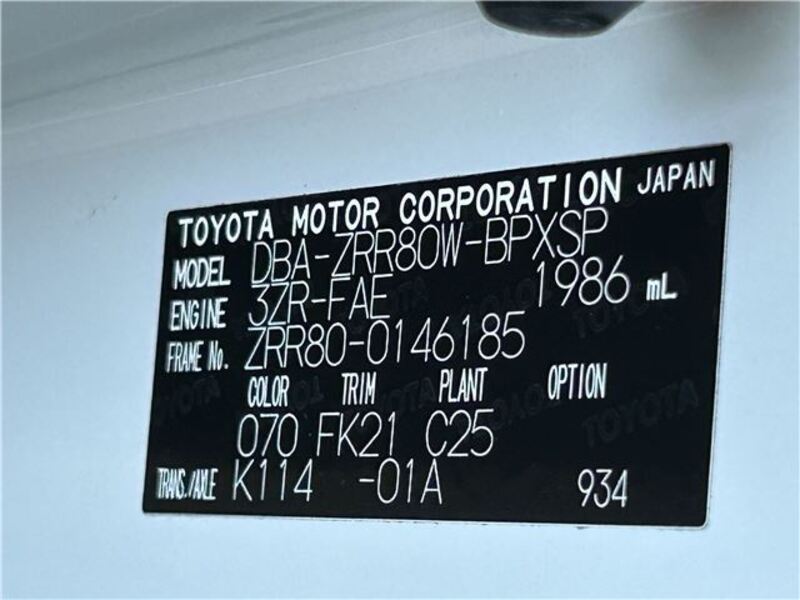 TOYOTA MOTOR CORPORATION JAPAN
MODEL DBA-ZRR80W-BPXSP
ENGINE 3ZR-FAE 1986 mL
FRAME No. ZRR80-0146185
COLOR TRIM PLANT OPTION
070 FK21 C25
TRANS./AXLE K114 -01A 934